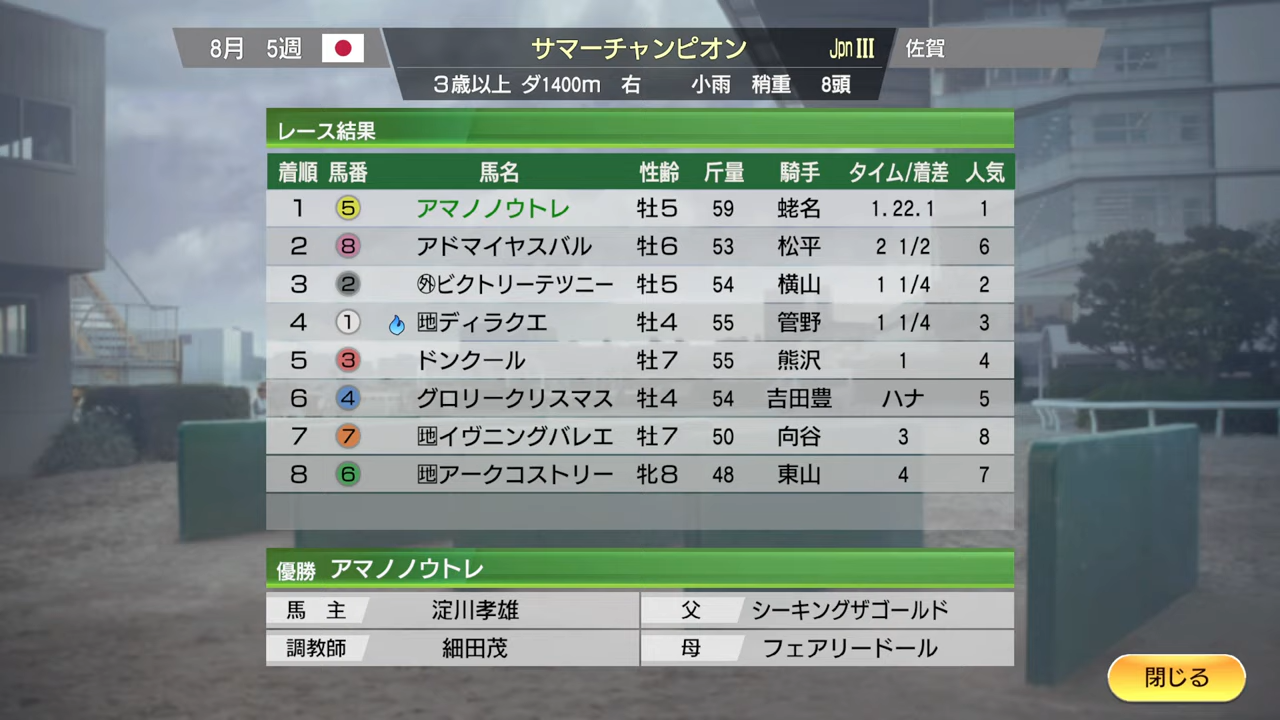 8月 5週 サマーチャンピオン JpnIII 佐賀
3歳以上 ダ1400m 右 小雨 稍重 8頭
レース結果
着順 馬番 馬名 性齢 斤量 騎手 タイム/着差 人気
1 5 アマノノウトレ 牡5 59 蛯名 1.22.1 1
2 8 アドマイヤスバル 牡6 53 松平 2 1/2 6
3 2 外ビクトリーテツニー 牡5 54 横山 1 1/4 2
4 1 地ディラクエ 牡4 55 管野 1 1/4 3
5 3 ドンクール 牡7 55 熊沢 1 4
6 4 グロリークリスマス 牡4 54 吉田豊 ハナ 5
7 7 地イヴニングバレエ 牡7 50 向谷 3 8
8 6 地アークコストリー 牝8 48 東山 4 7
優勝 アマノノウトレ
馬主 淀川孝雄 父 シーキングザゴールド
調教師 細田茂 母 フェアリードール
閉じる